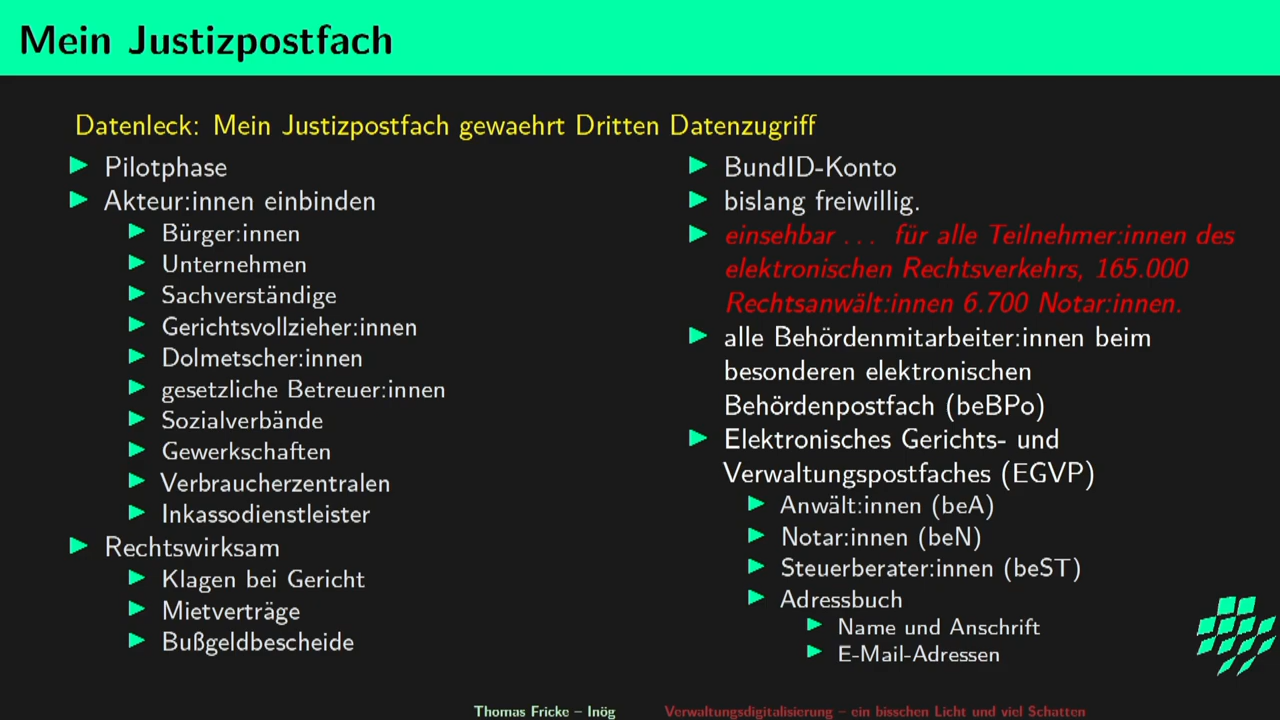 Mein Justizpostfach
Datenleck: Mein Justizpostfach gewaehrt Dritten Datenzugriff
Pilotphase
Akteur:innen einbinden
Bürger:innen
Unternehmen
Sachverständige
Gerichtsvollzieher:innen
Dolmetscher:innen
gesetzliche Betreuer:innen
Sozialverbände
Gewerkschaften
Verbraucherzentralen
Inkassodienstleister
Rechtswirksam
Klagen bei Gericht
Mietverträge
Bußgeldbescheide
BundID-Konto
bislang freiwillig.
einsehbar ... für alle Teilnehmer:innen des
elektronischen Rechtsverkehrs, 165.000
Rechtsanwält:innen 6.700 Notar:innen.
alle Behördenmitarbeiter:innen beim
besonderen elektronischen
Behördenpostfach (beBPo)
Elektronisches Gerichts- und
Verwaltungspostfaches (EGVP)
Anwält:innen (beA)
Notar:innen (beN)
Steuerberater:innen (beST)
Adressbuch
Name und Anschrift
E-Mail-Adressen
Thomas Fricke – Inög
Verwaltungsdigitalisierung – ein bisschen Licht und viel Schatten